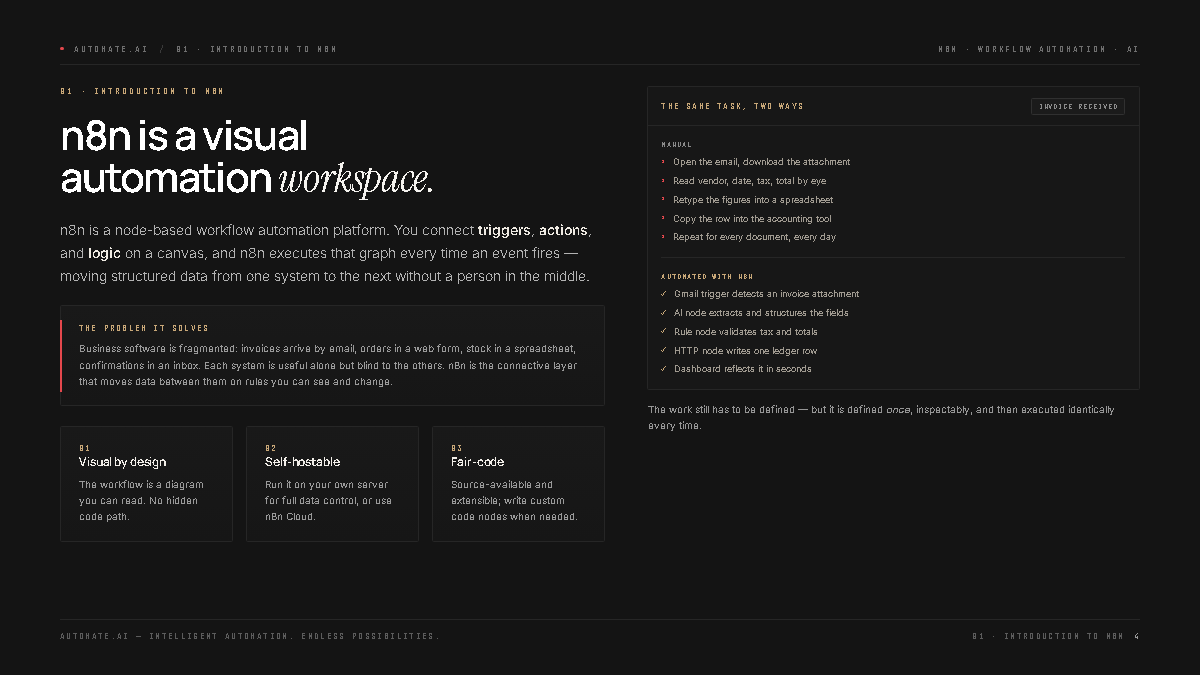 AUTOMATE.AI / 01 · INTRODUCTION TO N8N
N8N · WORKFLOW AUTOMATION · AI
01 · INTRODUCTION TO N8N
n8n is a visual
automation workspace.
n8n is a node-based workflow automation platform. You connect triggers, actions,
and logic on a canvas, and n8n executes that graph every time an event fires —
moving structured data from one system to the next without a person in the middle.
THE PROBLEM IT SOLVES
Business software is fragmented: invoices arrive by email, orders in a web form, stock in a spreadsheet,
confirmations in an inbox. Each system is useful alone but blind to the others. n8n is the connective layer
that moves data between them on rules you can see and change.
01
Visual by design
The workflow is a diagram
you can read. No hidden
code path.
02
Self-hostable
Run it on your own server
for full data control, or use
n8n Cloud.
03
Fair-code
Source-available and
extensible; write custom
code nodes when needed.
THE SAME TASK, TWO WAYS
INVOICE RECEIVED
MANUAL
Open the email, download the attachment
Read vendor, date, tax, total by eye
Retype the figures into a spreadsheet
Copy the row into the accounting tool
Repeat for every document, every day
AUTOMATED WITH N8N
✓ Gmail trigger detects an invoice attachment
✓ AI node extracts and structures the fields
✓ Rule node validates tax and totals
✓ HTTP node writes one ledger row
✓ Dashboard reflects it in seconds
The work still has to be defined — but it is defined once, inspectably, and then executed identically
every time.
AUTOMATE.AI — INTELLIGENT AUTOMATION. ENDLESS POSSIBILITIES.
01 · INTRODUCTION TO N8N 4